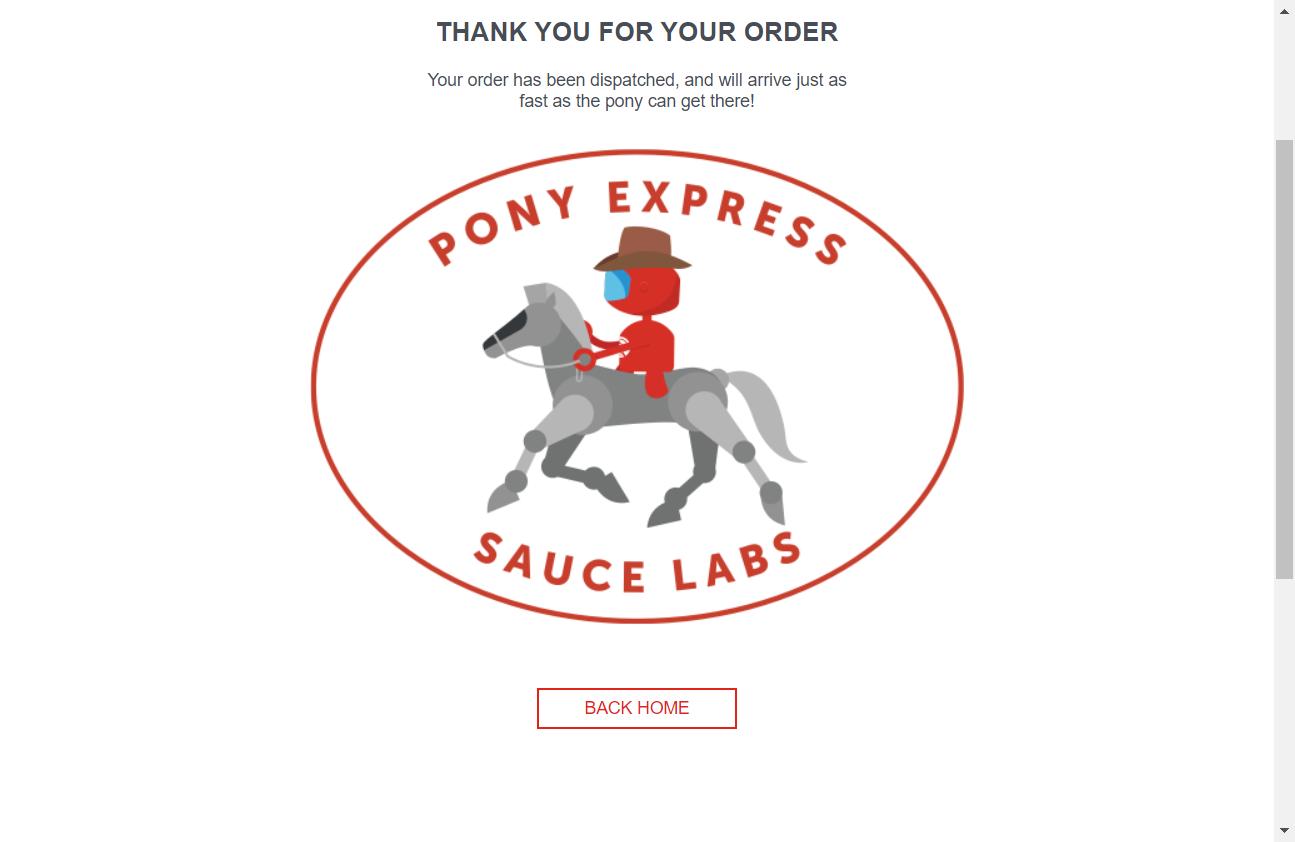 THANK YOU FOR YOUR ORDER
Your order has been dispatched, and will arrive just as
fast as the pony can get there!
PONY EXPRESS
SAUCE LABS
BACK HOME